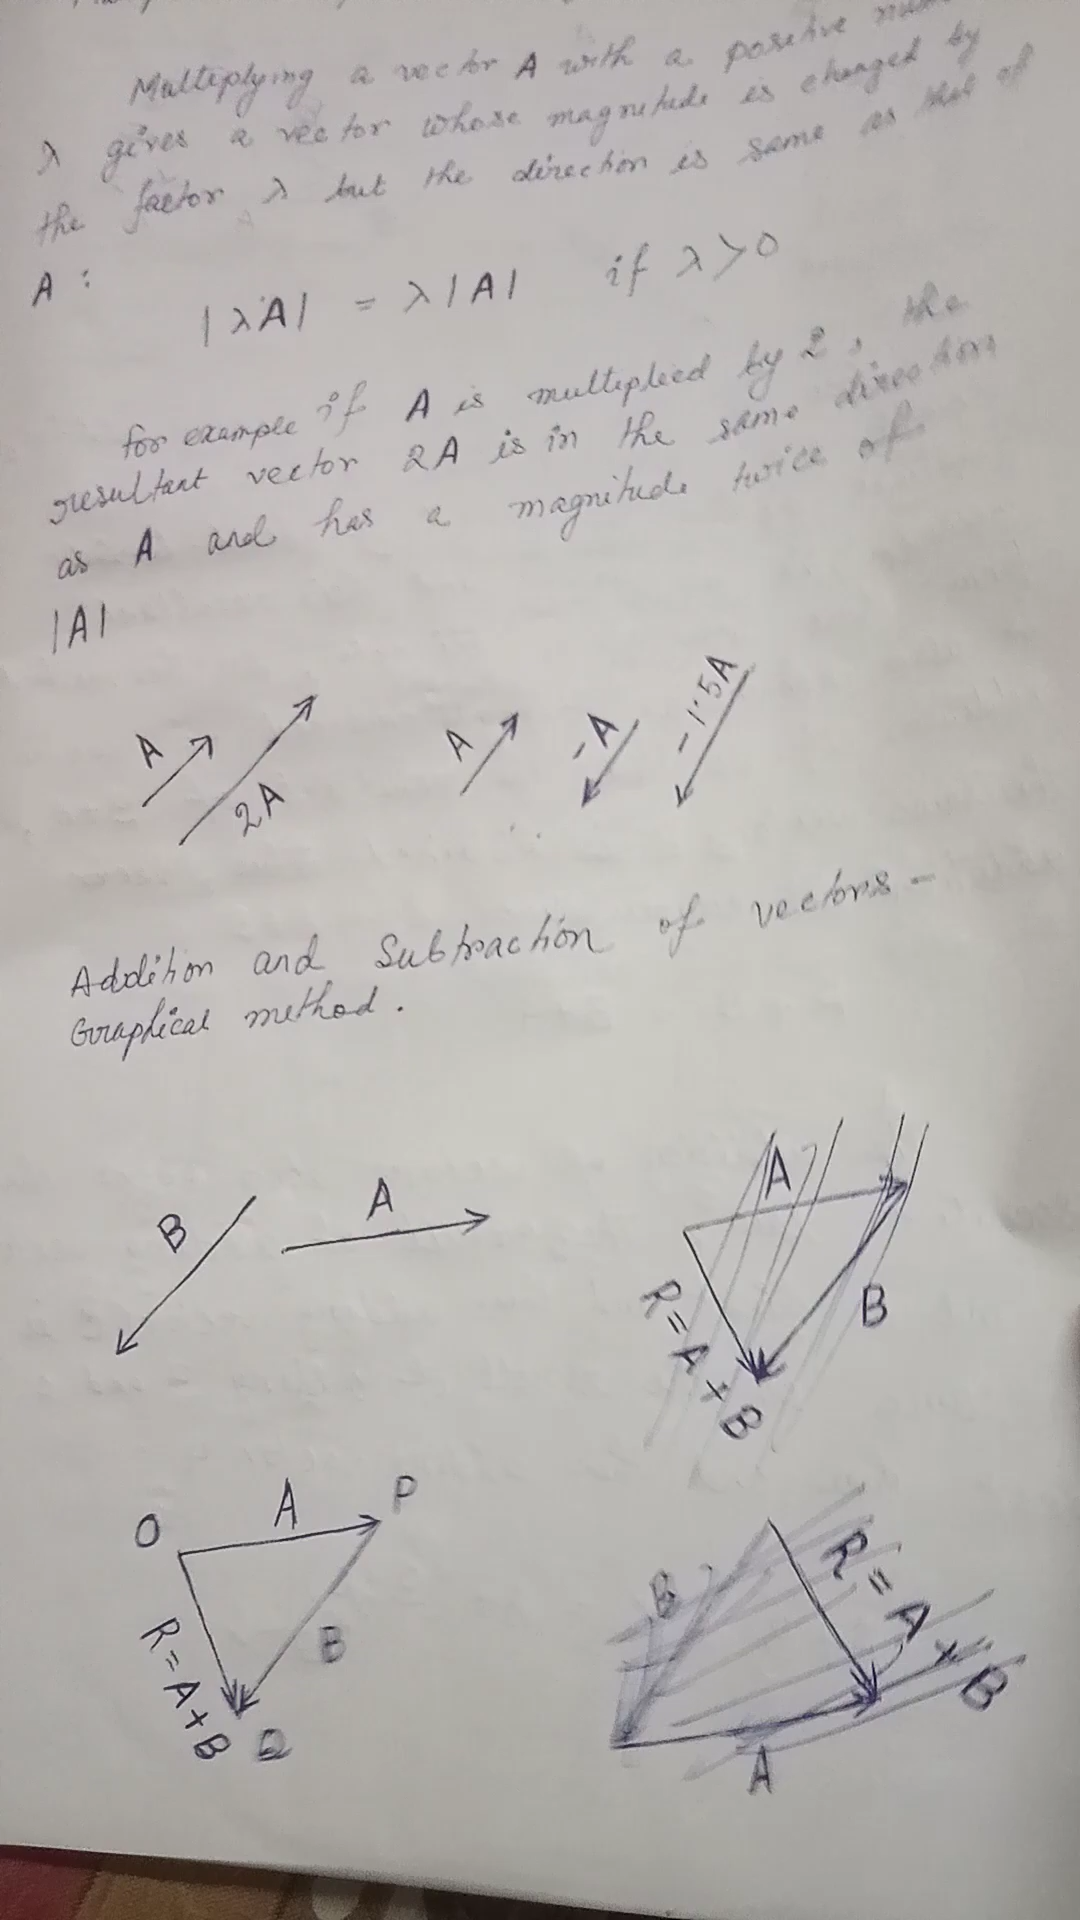 Multiplying a vector A with a positive
λ gives a vector whose magnitude is changed by
the factor λ but the direction is same as that of
A :
|λA| = λ|A| if λ>0
for example if A is multiplied by 2, the
resultant vector 2A is in the same direction
as A and has a magnitude twice of
|A|
A 2A A -A -1.5A
Addition and Subtraction of vectors -
Graphical method.
B A
A
B
R=A+B
O A P
B
R=A+B
Q
B
R=A+B
A